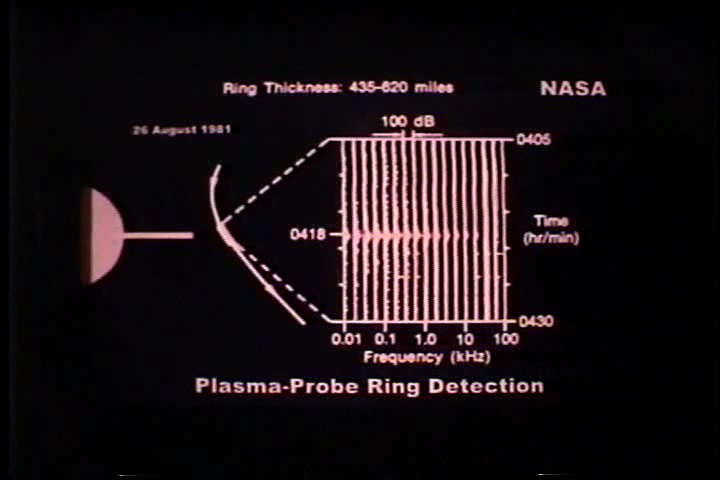 Ring Thickness: 435-620 miles
NASA
26 August 1981
100 dB
0405
0418
Time
(hr/min)
0430
0.01 0.1 1.0 10 100
Frequency (kHz)
Plasma-Probe Ring Detection